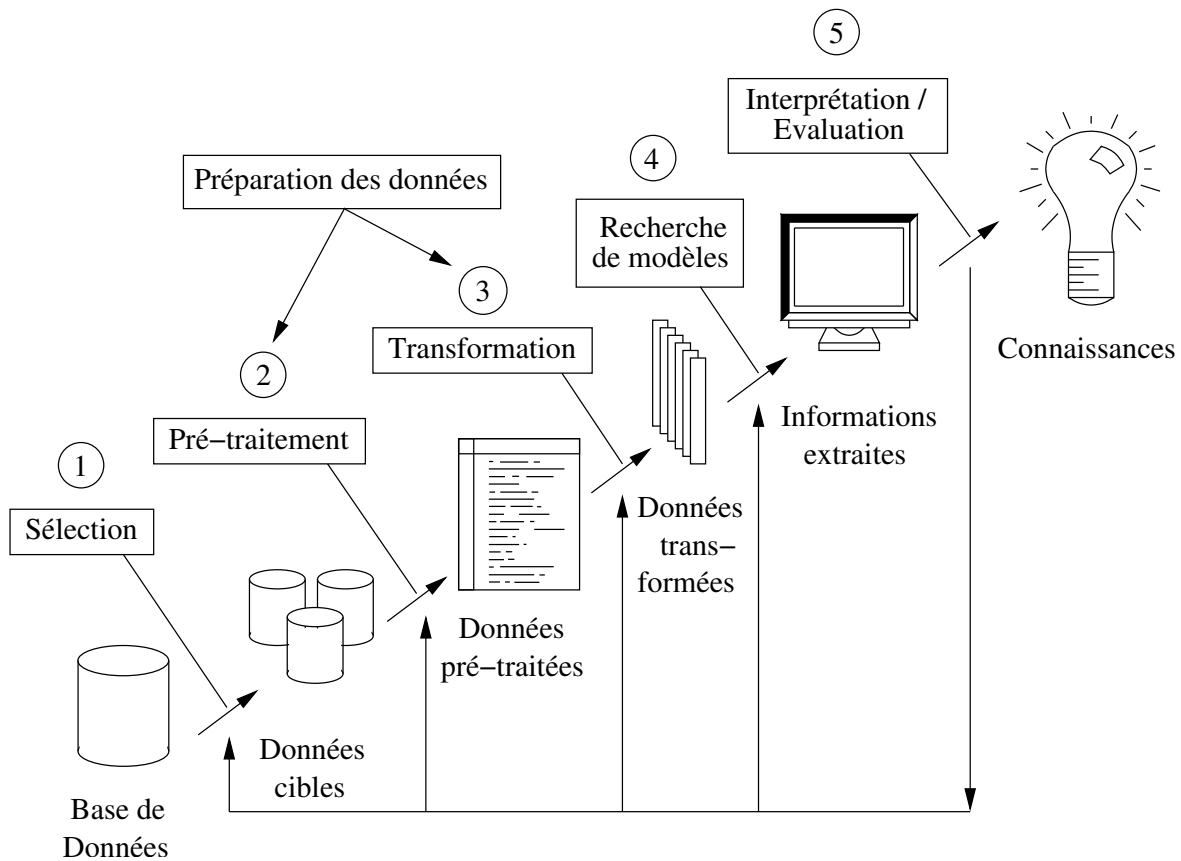 5
Interprétation /
Evaluation
4
Préparation des données
Recherche
de modèles
3
Transformation
Connaissances
2
Pré−traitement
Informations
extraites
1
Sélection
Données
trans−
formées
Données
pré−traitées
Données
cibles
Base de
Données